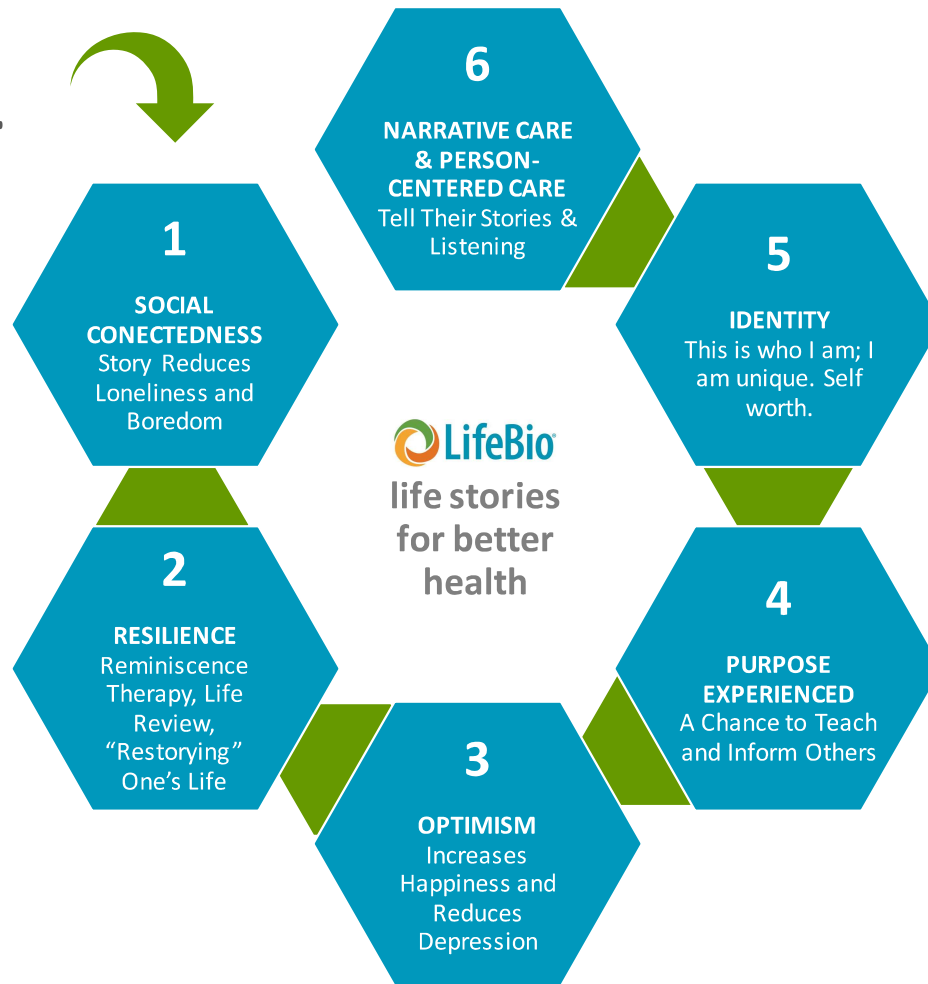 1
SOCIAL
CONECTEDNESS
Story Reduces
Loneliness and
Boredom
2
RESILIENCE
Reminiscence
Therapy, Life
Review,
“Restorying”
One’s Life
3
OPTIMISM
Increases
Happiness and
Reduces
Depression
4
PURPOSE
EXPERIENCED
A Chance to Teach
and Inform Others
5
IDENTITY
This is who I am; I
am unique. Self
worth.
6
NARRATIVE CARE
& PERSON-
CENTERED CARE
Tell Their Stories &
Listening
LifeBio®
life stories
for better
health